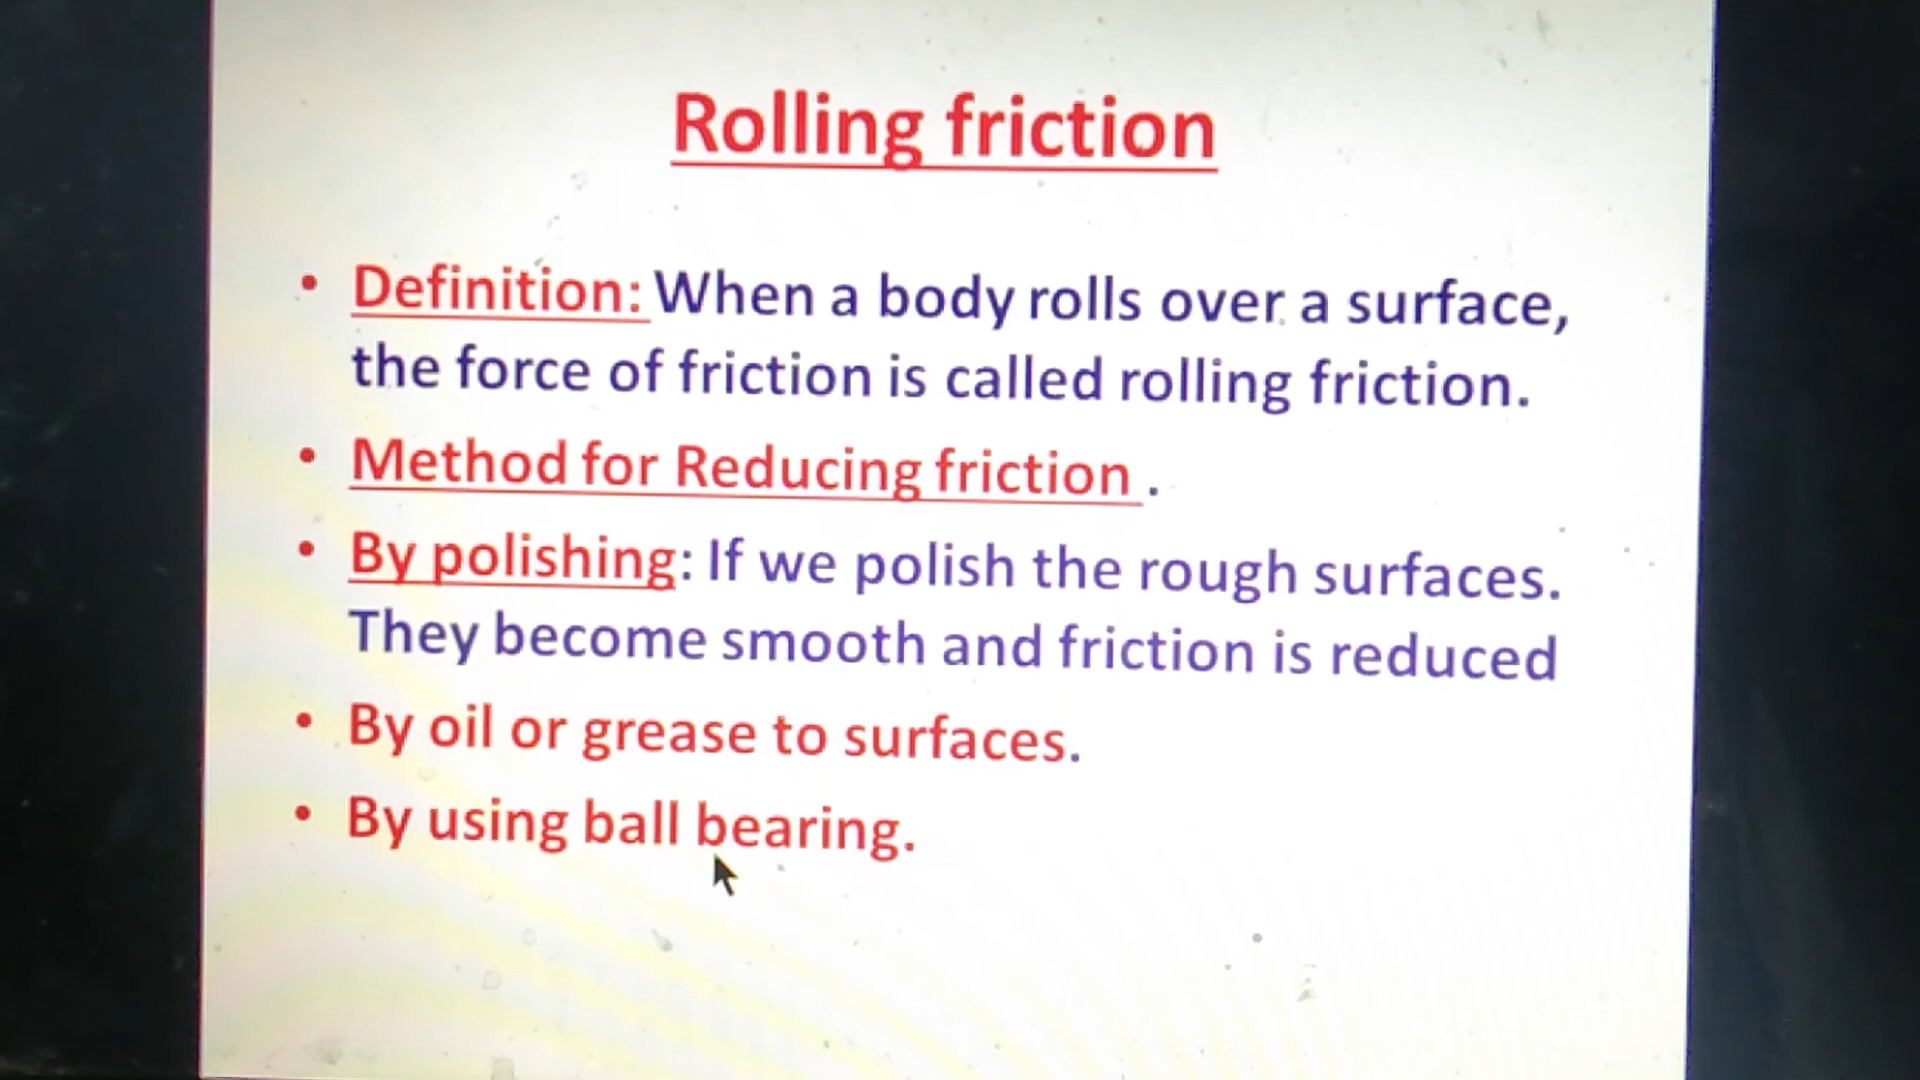 Rolling friction
• Definition: When a body rolls over a surface,
the force of friction is called rolling friction.
• Method for Reducing friction .
• By polishing: If we polish the rough surfaces.
They become smooth and friction is reduced
• By oil or grease to surfaces.
• By using ball bearing.